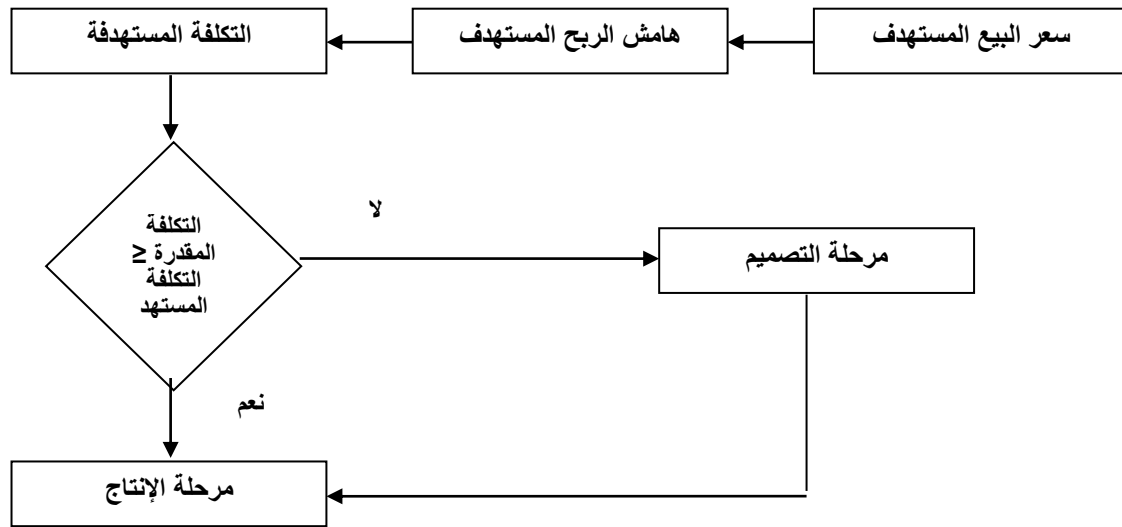 سعر البيع المستهدف
هامش الربح المستهدف
التكلفة المستهدفة
التكلفة
المقدرة ≤
التكلفة
المستهد
لا
مرحلة التصميم
نعم
مرحلة الإنتاج